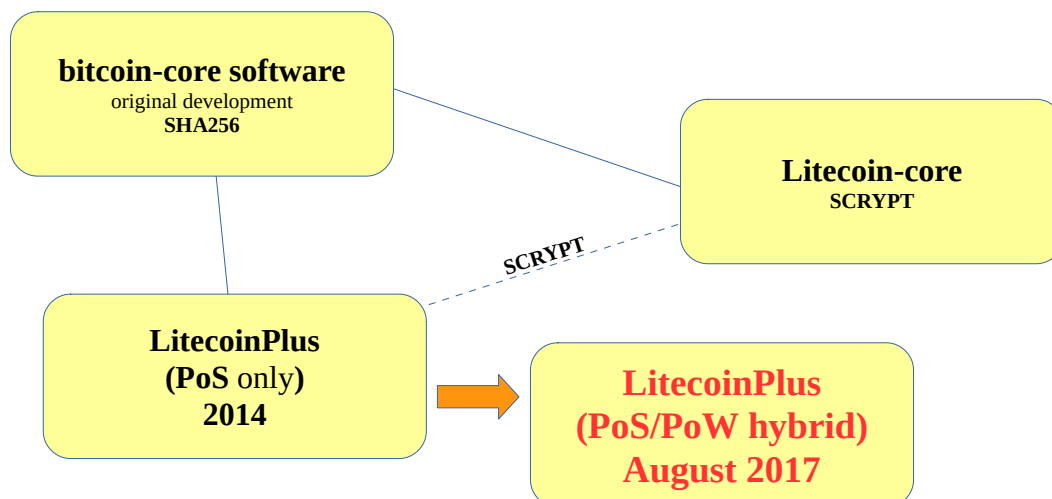 bitcoin-core software
original development
SHA256
Litecoin-core
SCRYPT
SCRYPT
LitecoinPlus
(PoS only)
2014
LitecoinPlus
(PoS/PoW hybrid)
August 2017